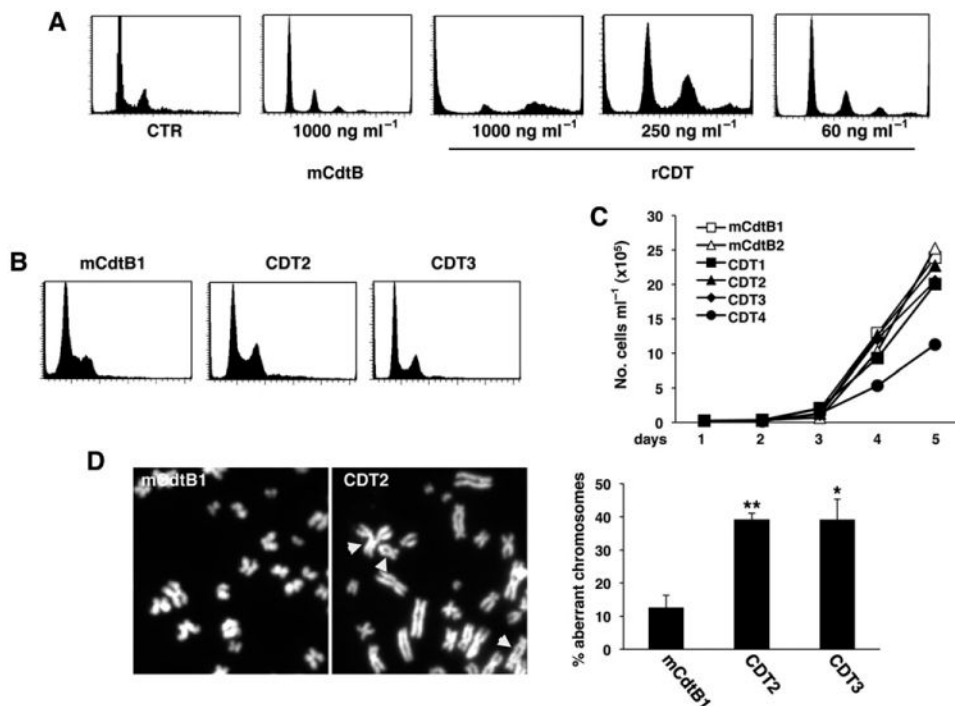 A
CTR
1000 ng ml⁻¹
1000 ng ml⁻¹
250 ng ml⁻¹
60 ng ml⁻¹
mCdtB
rCDT
B
mCdtB1
CDT2
CDT3
C
No. cells ml⁻¹ (x10⁵)
30
25
20
15
10
5
0
mCdtB1
mCdtB2
CDT1
CDT2
CDT3
CDT4
days 1 2 3 4 5
D
mCdtB1
CDT2
% aberrant chromosomes
50
40
30
20
10
0
**
*
mCdtB1
CDT2
CDT3